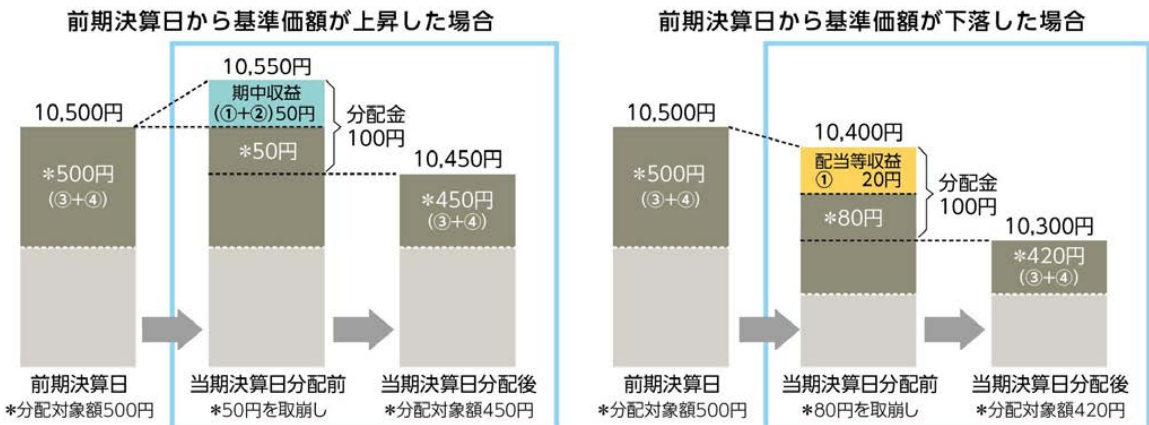 前期決算日から基準価額が上昇した場合
10,500円
*500円
(③+④)
10,550円
期中収益
(①+②)50円
*50円
分配金
100円
10,450円
*450円
(③+④)
前期決算日
*分配対象額500円
当期決算日分配前
*50円を取崩し
当期決算日分配後
*分配対象額450円
前期決算日から基準価額が下落した場合
10,500円
*500円
(③+④)
10,400円
配当等収益
① 20円
*80円
分配金
100円
10,300円
*420円
(③+④)
前期決算日
*分配対象額500円
当期決算日分配前
*80円を取崩し
当期決算日分配後
*分配対象額420円